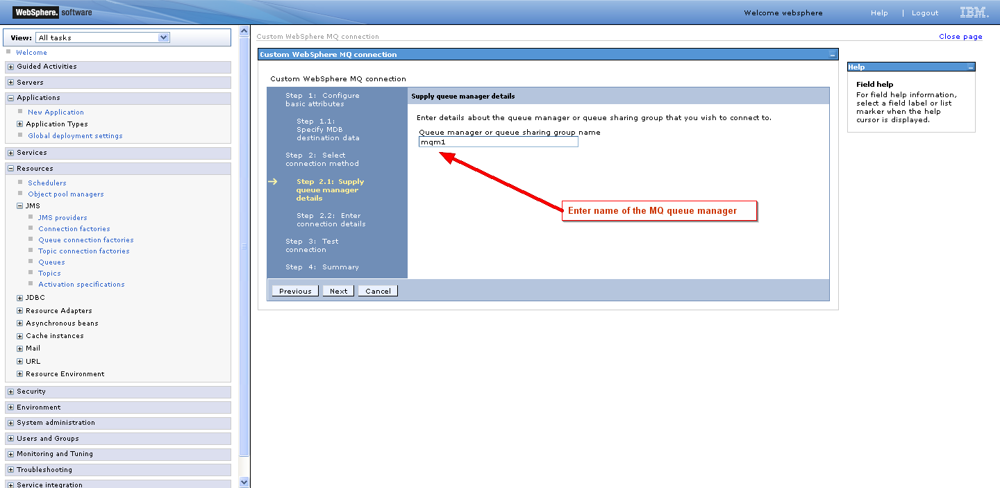 WebSphere. software
Welcome websphere
Help | Logout
IBM.
View: All tasks
Welcome
Guided Activities
Servers
Applications
New Application
Application Types
Global deployment settings
Services
Resources
Schedulers
Object pool managers
JMS
JMS providers
Connection factories
Queue connection factories
Topic connection factories
Queues
Topics
Activation specifications
JDBC
Resource Adapters
Asynchronous beans
Cache instances
Mail
URL
Resource Environment
Security
Environment
System administration
Users and Groups
Monitoring and Tuning
Troubleshooting
Service integration
Custom WebSphere MQ connection
Close page
Custom WebSphere MQ connection
Custom WebSphere MQ connection
Step 1: Configure
basic attributes
Step 1.1:
Specify MDB
destination data
Step 2: Select
connection method
Step 2.1: Supply
queue manager
details
Step 2.2: Enter
connection details
Step 3: Test
connection
Step 4: Summary
Supply queue manager details
Enter details about the queue manager or queue sharing group that you wish to connect to.
Queue manager or queue sharing group name
mqm1
Enter name of the MQ queue manager
Previous
Next
Cancel
Help
Field help
For field help information,
select a field label or list
marker when the help
cursor is displayed.